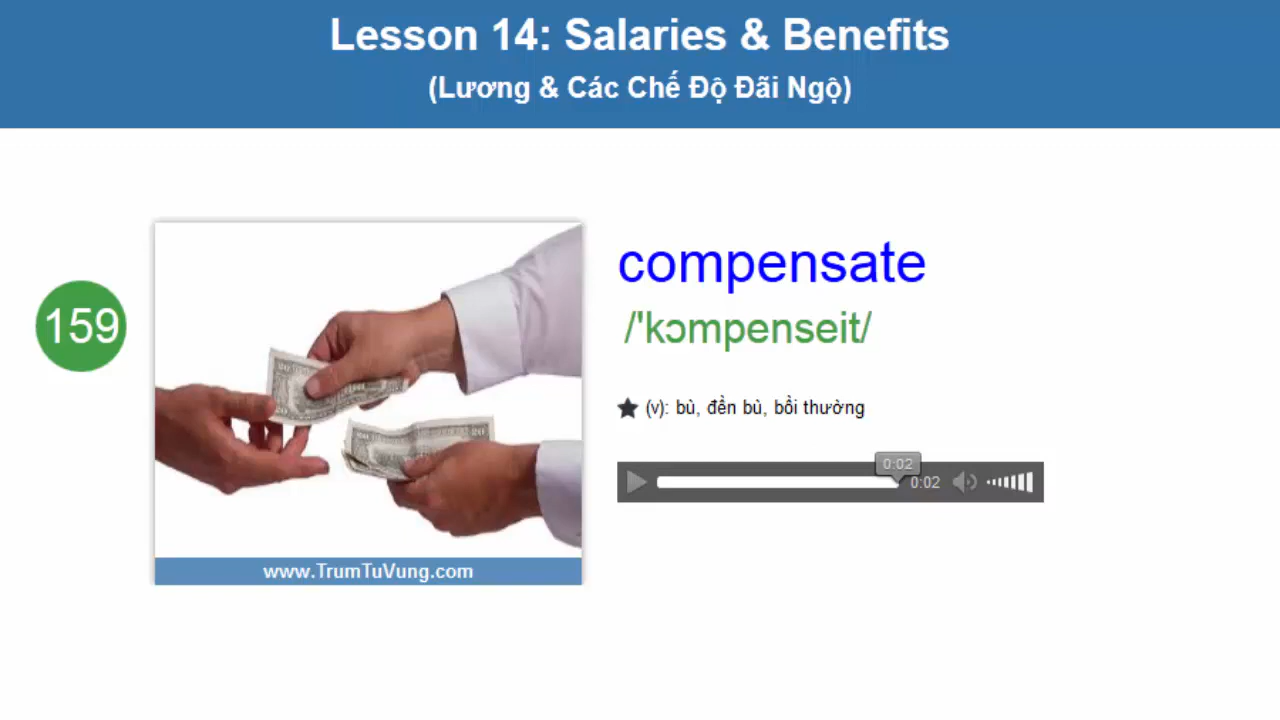 Lesson 14: Salaries & Benefits
(Lương & Các Chế Độ Đãi Ngộ)
159
compensate
/'kɔmpenseit/
★ (v): bù, đền bù, bồi thường
0:02
0:02
www.TrumTuVung.com